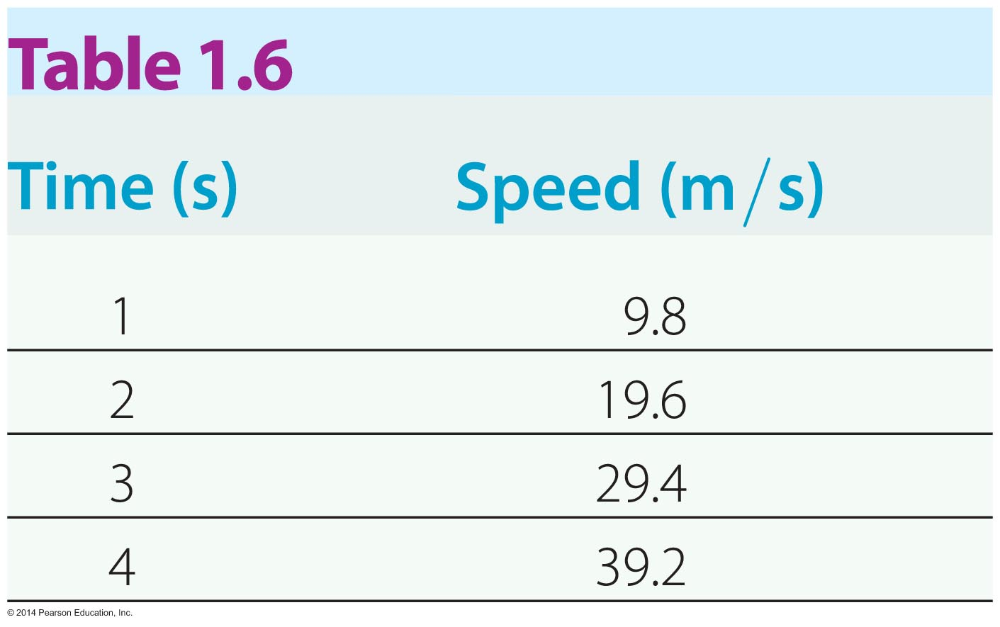 Table 1.6
Time (s) Speed (m/s)
1 9.8
2 19.6
3 29.4
4 39.2
© 2014 Pearson Education, Inc.